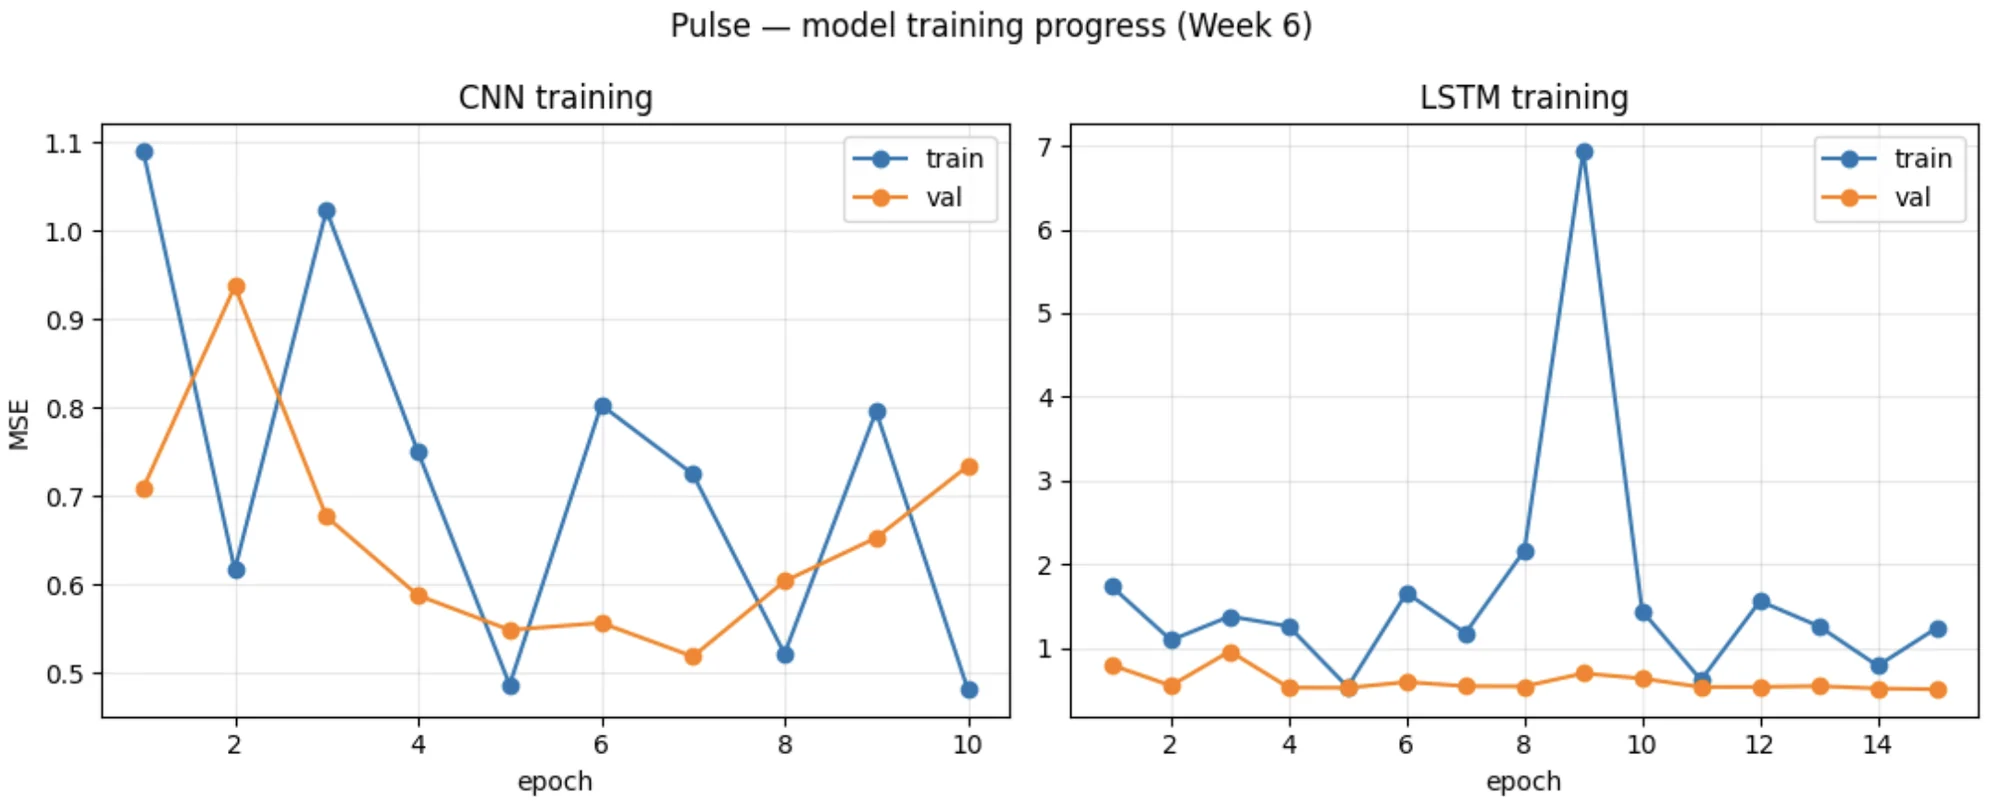 Pulse — model training progress (Week 6)
CNN training
MSE
1.1
1.0
0.9
0.8
0.7
0.6
0.5
train
val
2 4 6 8 10
epoch
LSTM training
7
6
5
4
3
2
1
train
val
2 4 6 8 10 12 14
epoch